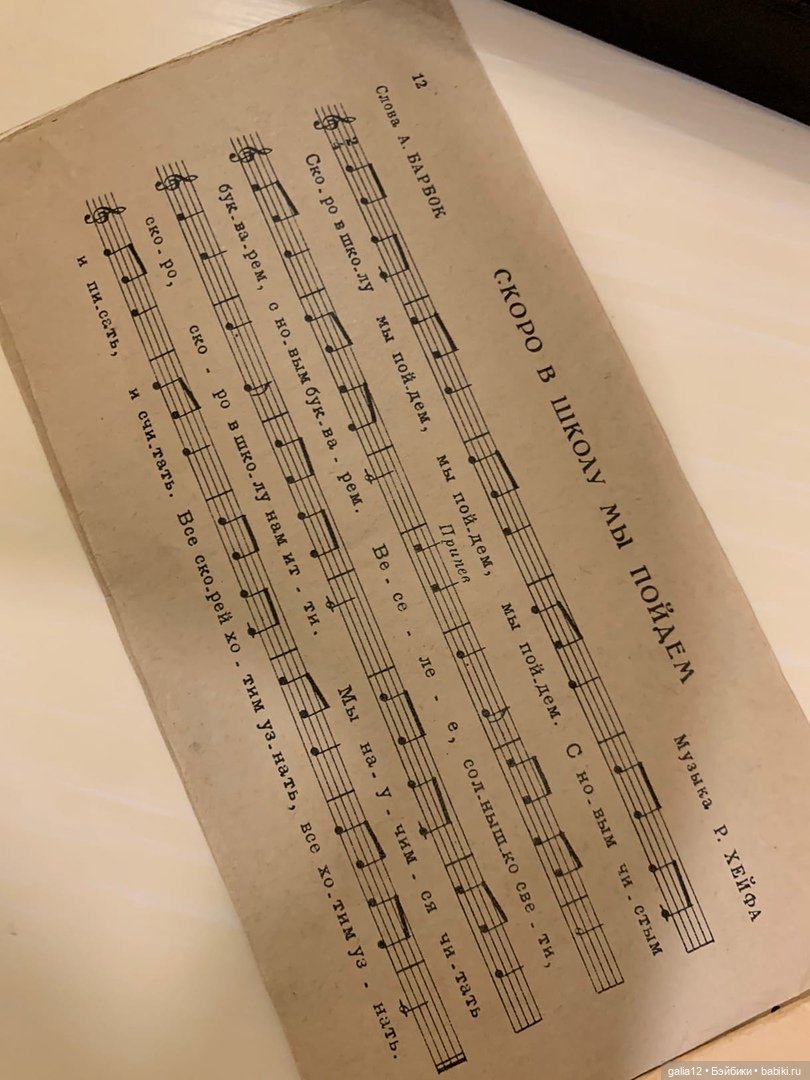 12
СКОРО В ШКОЛУ МЫ ПОЙДЕМ
Слова А. БАРБОК
Музыка Р. ХЕЙФА
Ско-ро в шко-лу мы пой-дем, мы пой-дем, мы пой-дем. С но-вым чи-стым
Припев
бук-ва-рем, с но-вым бук-ва-рем. Ве-се-ле-е, сол-ныш-ко све-ти,
ско-ро, ско-ро в шко-лу нам ит-ти. Мы на-у-чим-ся чи-тать
и пи-сать, и счи-тать. Все ско-рей хо-тим уз-нать, все хо-тим уз-нать.
galia12 • Бэйбики • babiki.ru